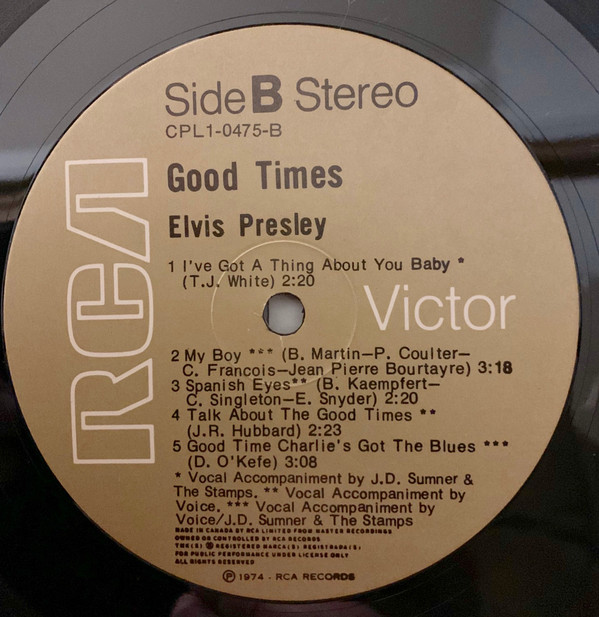 Side B Stereo
CPL1-0475-B
Good Times
Elvis Presley
1 I've Got A Thing About You Baby *
(T.J. White) 2:20
RCA
Victor
2 My Boy *** (B. Martin—P. Coulter—
C. Francois—Jean Pierre Bourtayre) 3:18
3 Spanish Eyes** (B. Kaempfert—
C. Singleton—E. Snyder) 2:20
4 Talk About The Good Times **
(J.R. Hubbard) 2:23
5 Good Time Charlie's Got The Blues ***
(D. O'Kefe) 3:08
* Vocal Accompaniment by J.D. Sumner &
The Stamps. ** Vocal Accompaniment by
Voice. *** Vocal Accompaniment by
Voice/J.D. Sumner & The Stamps
MADE IN CANADA BY RCA LIMITED FROM MASTER RECORDINGS
OWNED OR CONTROLLED BY RCA RECORDS
TMK(S) ® REGISTERED MARCA(S) REGISTRADA(S)
FOR PUBLIC PERFORMANCE UNDER LICENSE ONLY
ALL RIGHTS RESERVED
℗ 1974 - RCA RECORDS